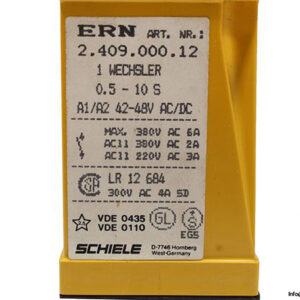 ERN ART. NR.:
2.409.000.12
1 WECHSLER
0.5 - 10 S
A1/A2 42-48V AC/DC
MAX. 380V AC 6A
AC11 380V AC 2A
AC11 220V AC 3A
LR 12 684
300V AC 4A SD
VDE 0435
VDE 0110
GL
S
EGS
SCHIELE
D-7746 Hornberg
West-Germany